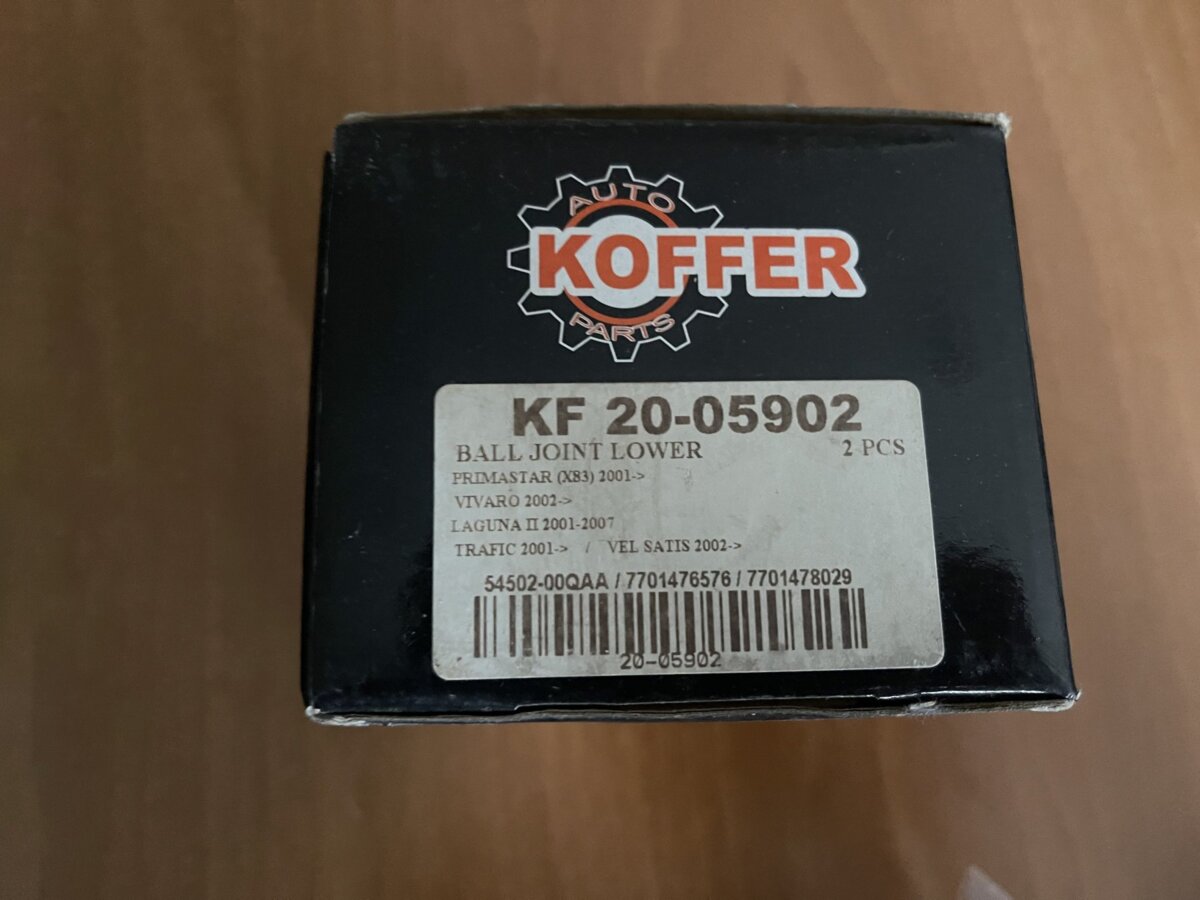 AUTO
KOFFER
PARTS
KF 20-05902
BALL JOINT LOWER 2 PCS
PRIMASTAR (X83) 2001->
VIVARO 2002->
LAGUNA II 2001-2007
TRAFIC 2001-> / VEL SATIS 2002->
54502-00QAA / 7701476576 / 7701478029
20-05902